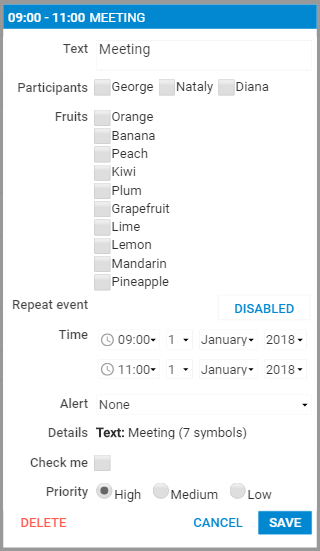 09:00 - 11:00 MEETING
Text Meeting
Participants George Nataly Diana
Fruits Orange
Banana
Peach
Kiwi
Plum
Grapefruit
Lime
Lemon
Mandarin
Pineapple
Repeat event DISABLED
Time 09:00 1 January 2018
11:00 1 January 2018
Alert None
Details Text: Meeting (7 symbols)
Check me
Priority High Medium Low
DELETE CANCEL SAVE